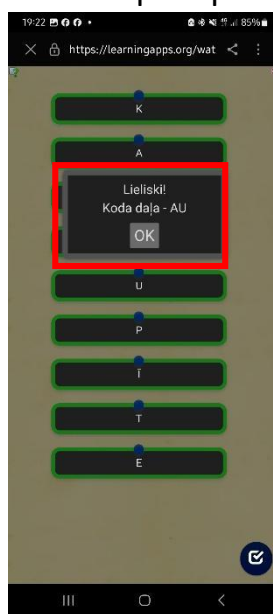 19:22 85%
https://learningapps.org/wat
K
A
Lieliski!
Koda daļa - AU
OK
U
P
Ī
T
E